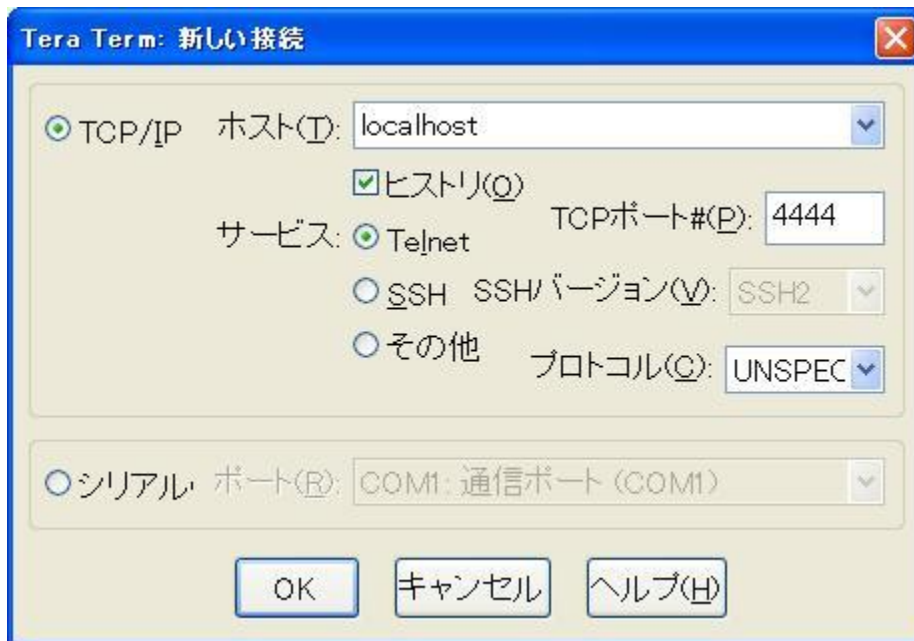 Tera Term: 新しい接続
TCP/IP ホスト(T): localhost
ヒストリ(O)
サービス: Telnet TCPポート#(P): 4444
SSH SSHバージョン(V): SSH2
その他 プロトコル(C): UNSPEC
シリアル ポート(R): COM1: 通信ポート (COM1)
OK キャンセル ヘルプ(H)